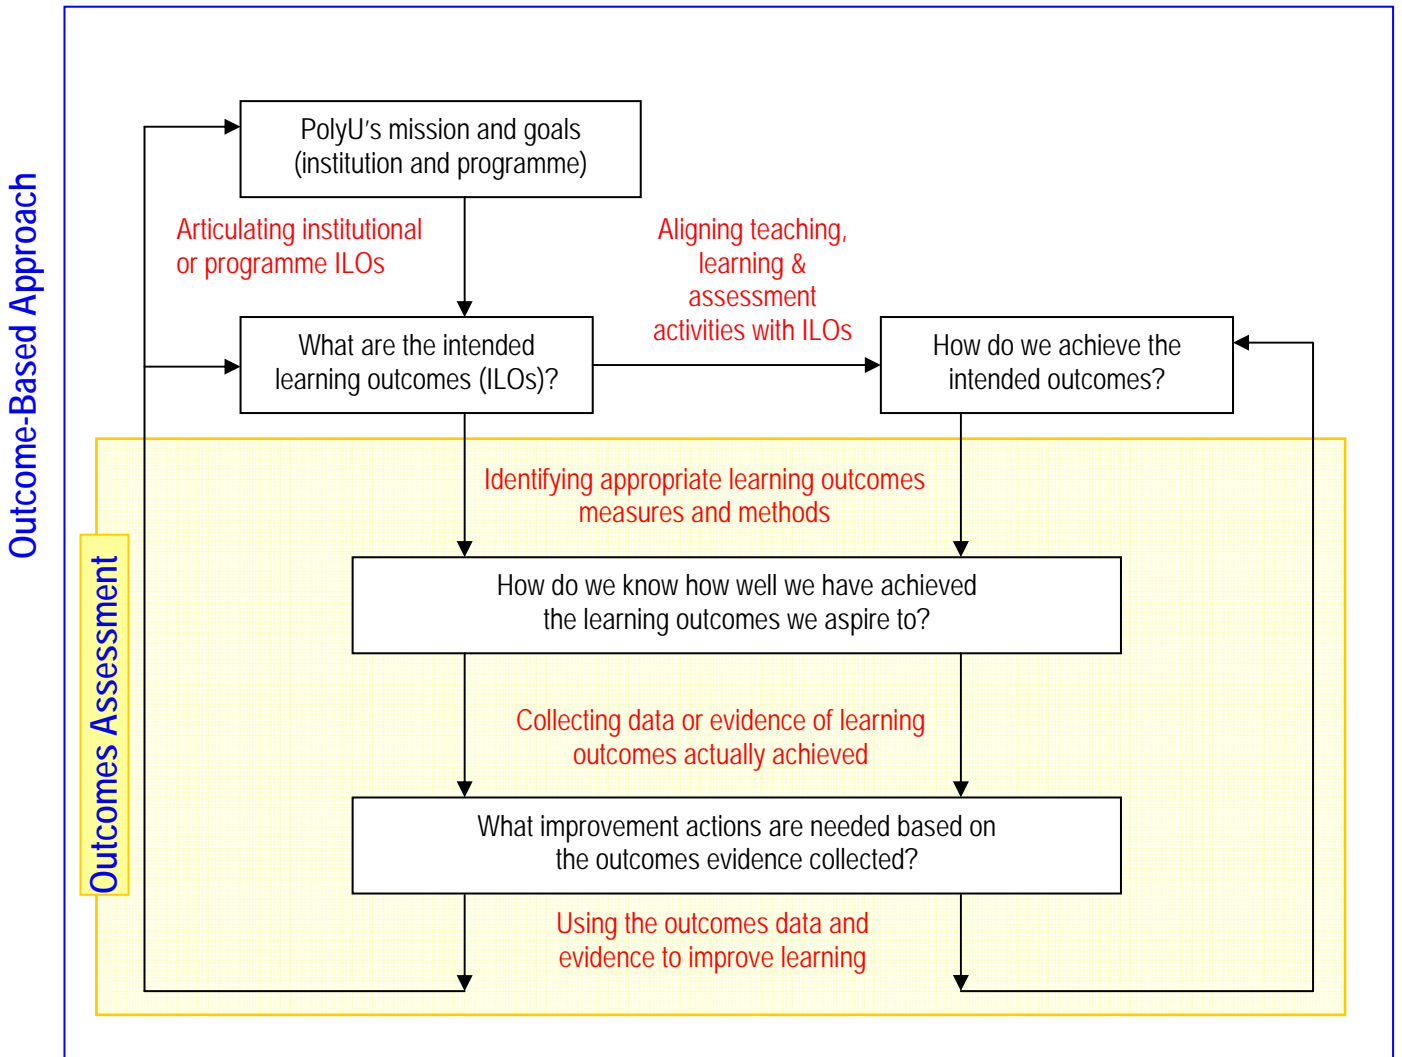 Outcome-Based Approach
PolyU's mission and goals
(institution and programme)
Articulating institutional
or programme ILOs
Aligning teaching,
learning &
assessment
activities with ILOs
What are the intended
learning outcomes (ILOs)?
How do we achieve the
intended outcomes?
Outcomes Assessment
Identifying appropriate learning outcomes
measures and methods
How do we know how well we have achieved
the learning outcomes we aspire to?
Collecting data or evidence of learning
outcomes actually achieved
What improvement actions are needed based on
the outcomes evidence collected?
Using the outcomes data and
evidence to improve learning